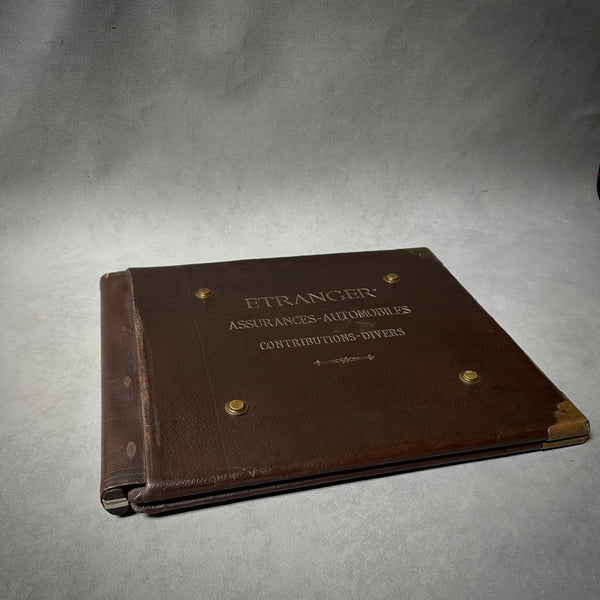 ETRANGER
ASSURANCES-AUTOMOBILES
CONTRIBUTIONS-DIVERS